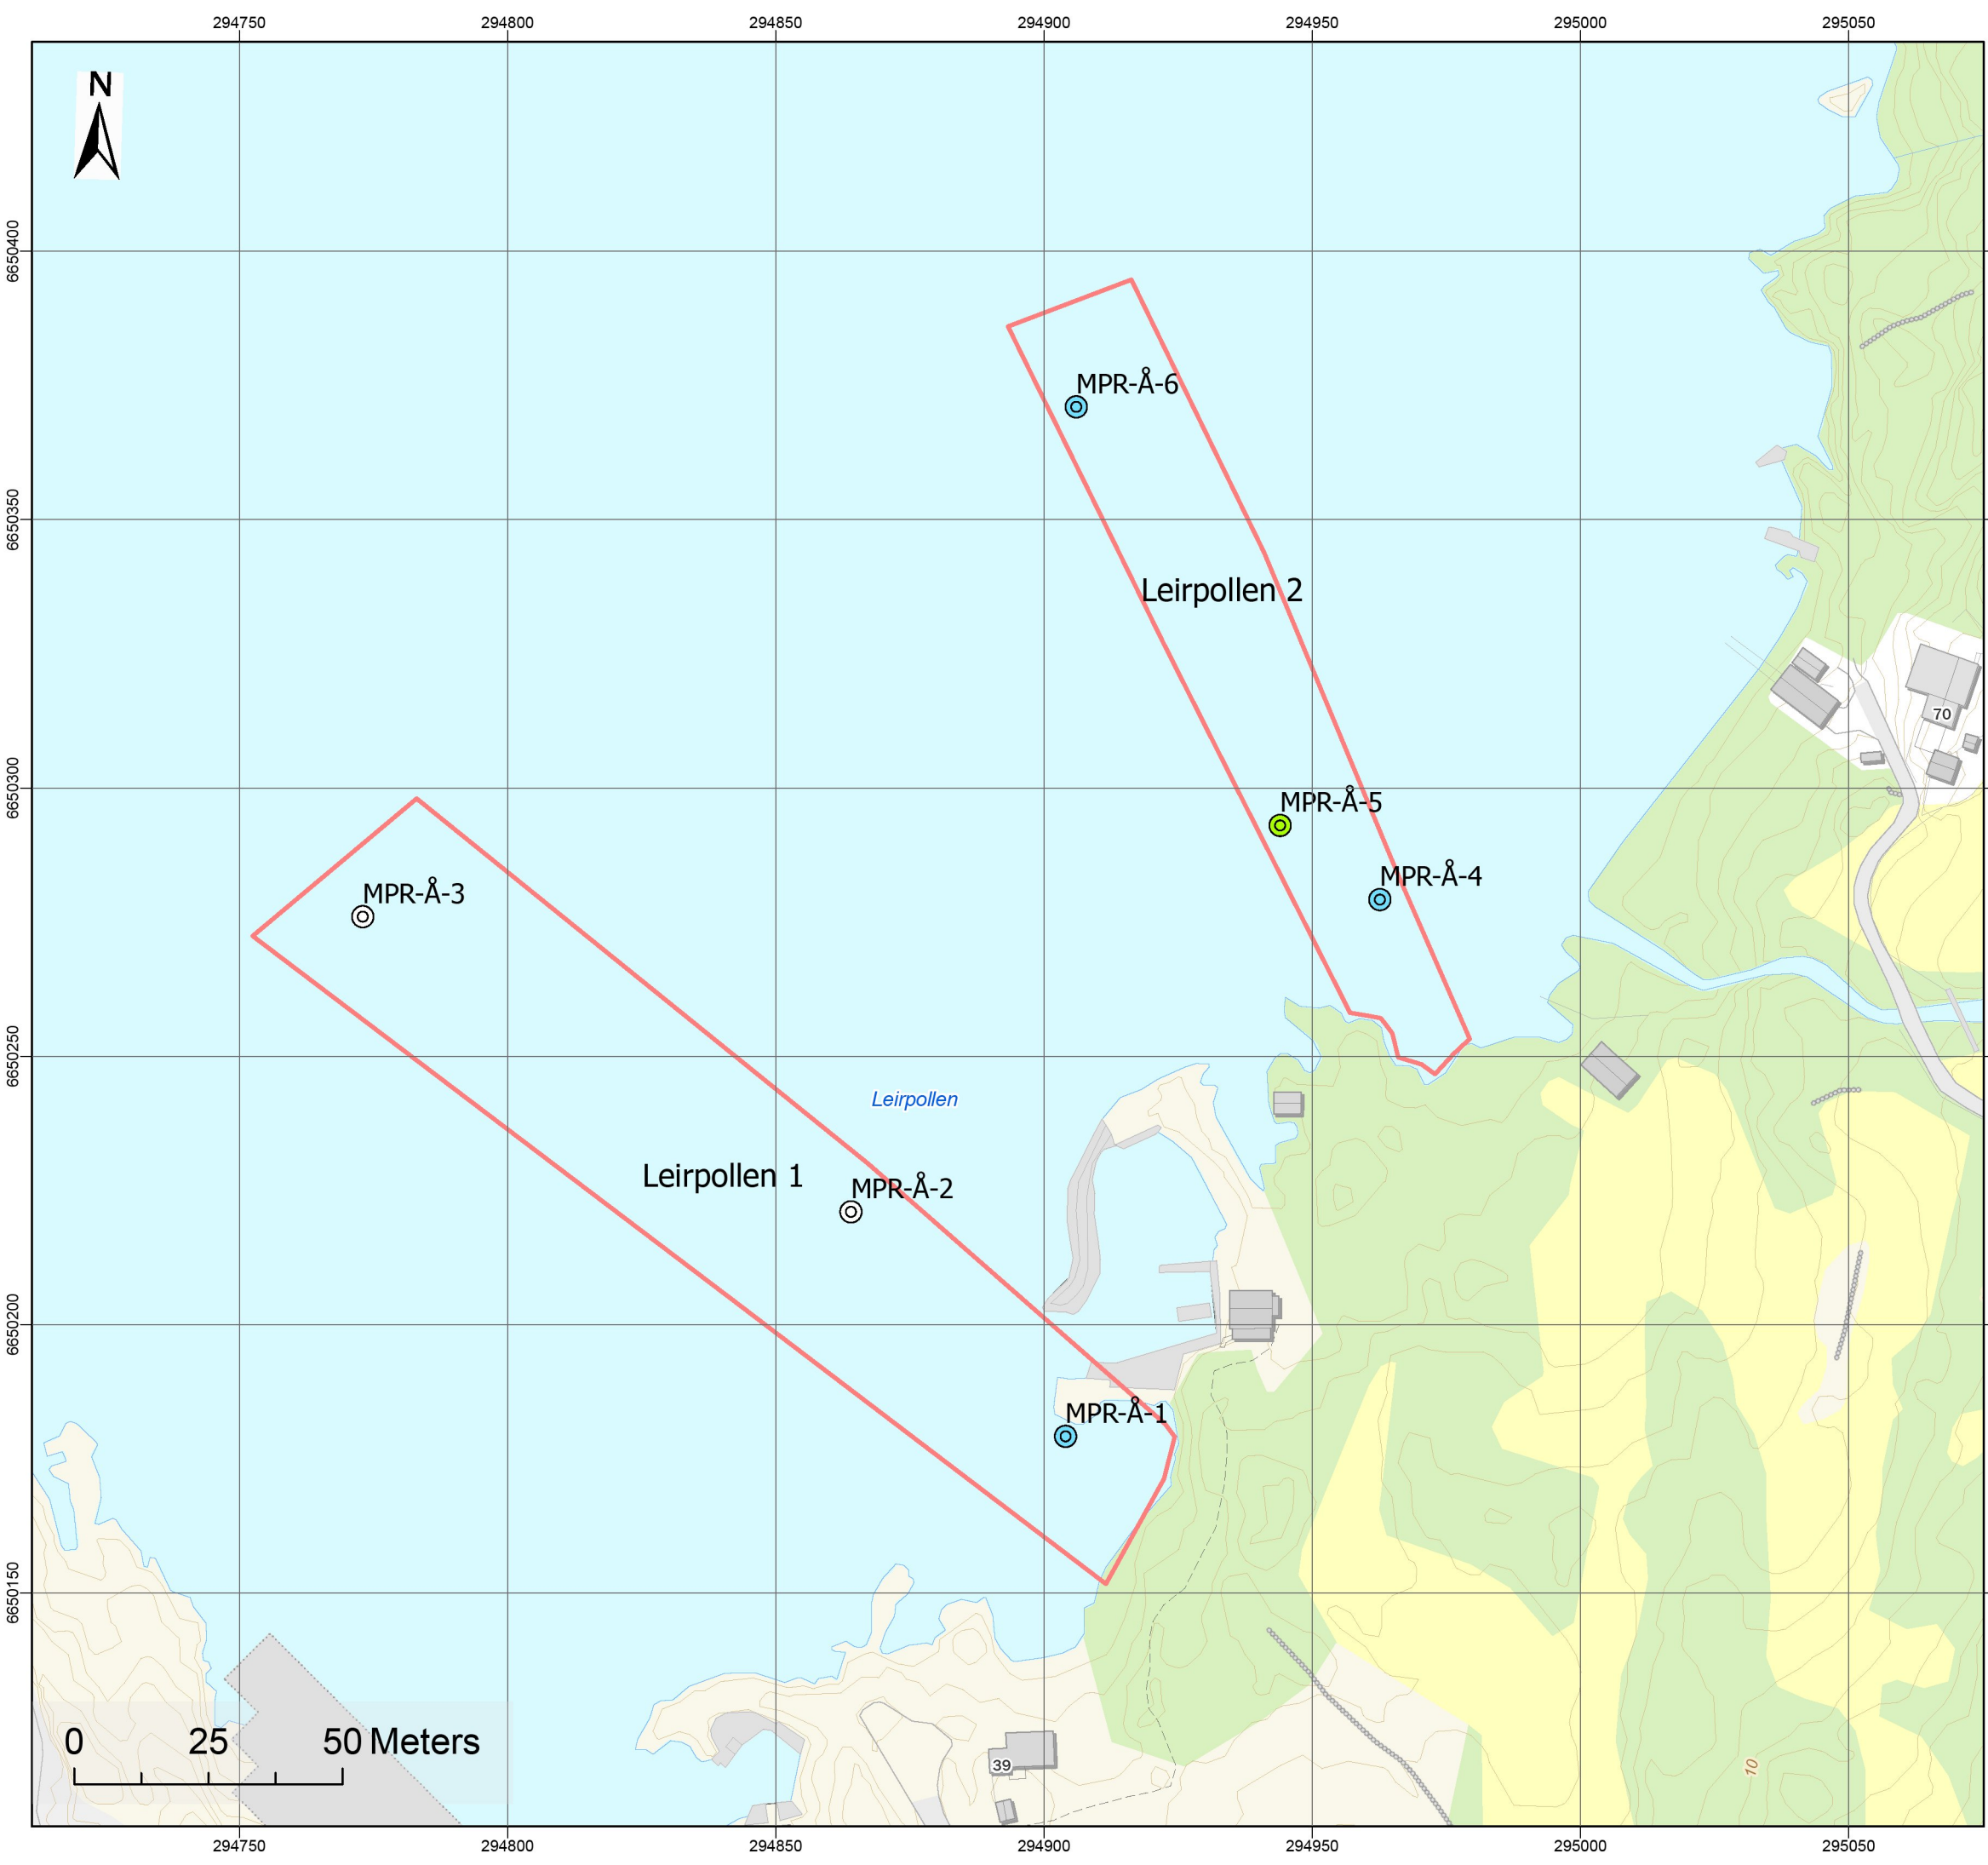 294750 294800 294850 294900 294950 295000 295050
N
6650400
MPR-Å-6
6650350
Leirpollen 2
70
6650300
MPR-Å-5
MPR-Å-4
MPR-Å-3
6650250
Leirpollen
Leirpollen 1
MPR-Å-2
6650200
MPR-Å-1
6650150
0 25 50 Meters
39
10
294750 294800 294850 294900 294950 295000 295050